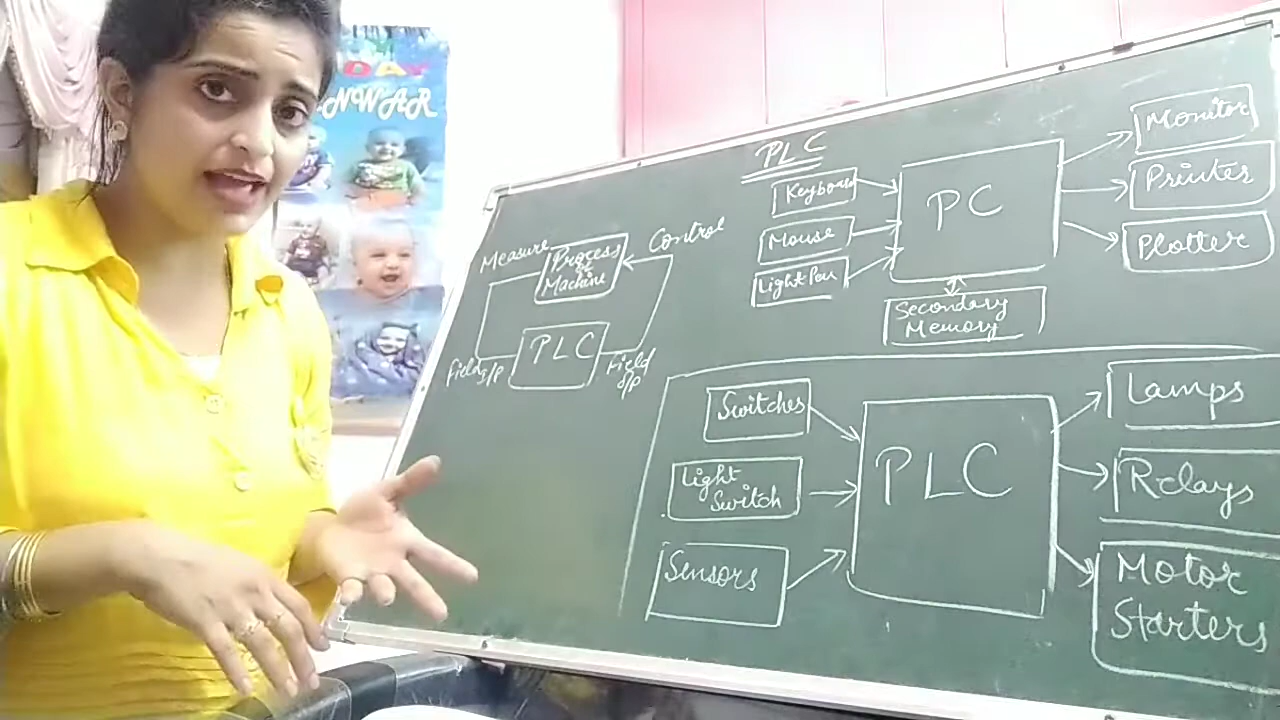 DAY
NWAR
PLC
Measure
Process
or
Machine
Control
PLC
Field
I/P
Field
O/P
Keyboard
Mouse
Light Pen
PC
Secondary
Memory
Monitor
Printer
Plotter
Switches
Light
Switch
Sensors
PLC
Lamps
Relays
Motor
Starters